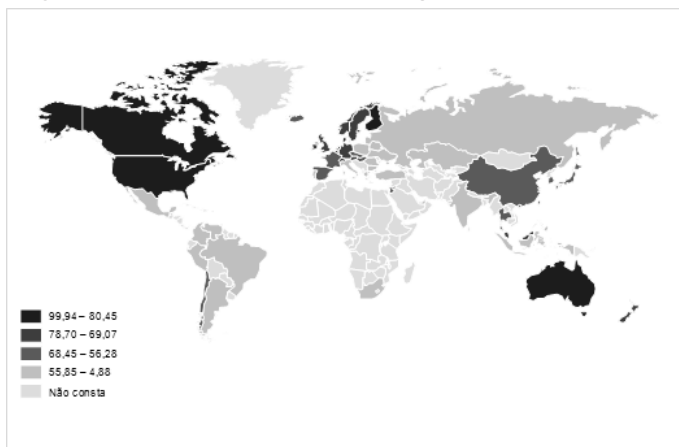 99,94 – 80,45
78,70 – 69,07
68,45 – 56,28
55,85 – 4,88
Não consta